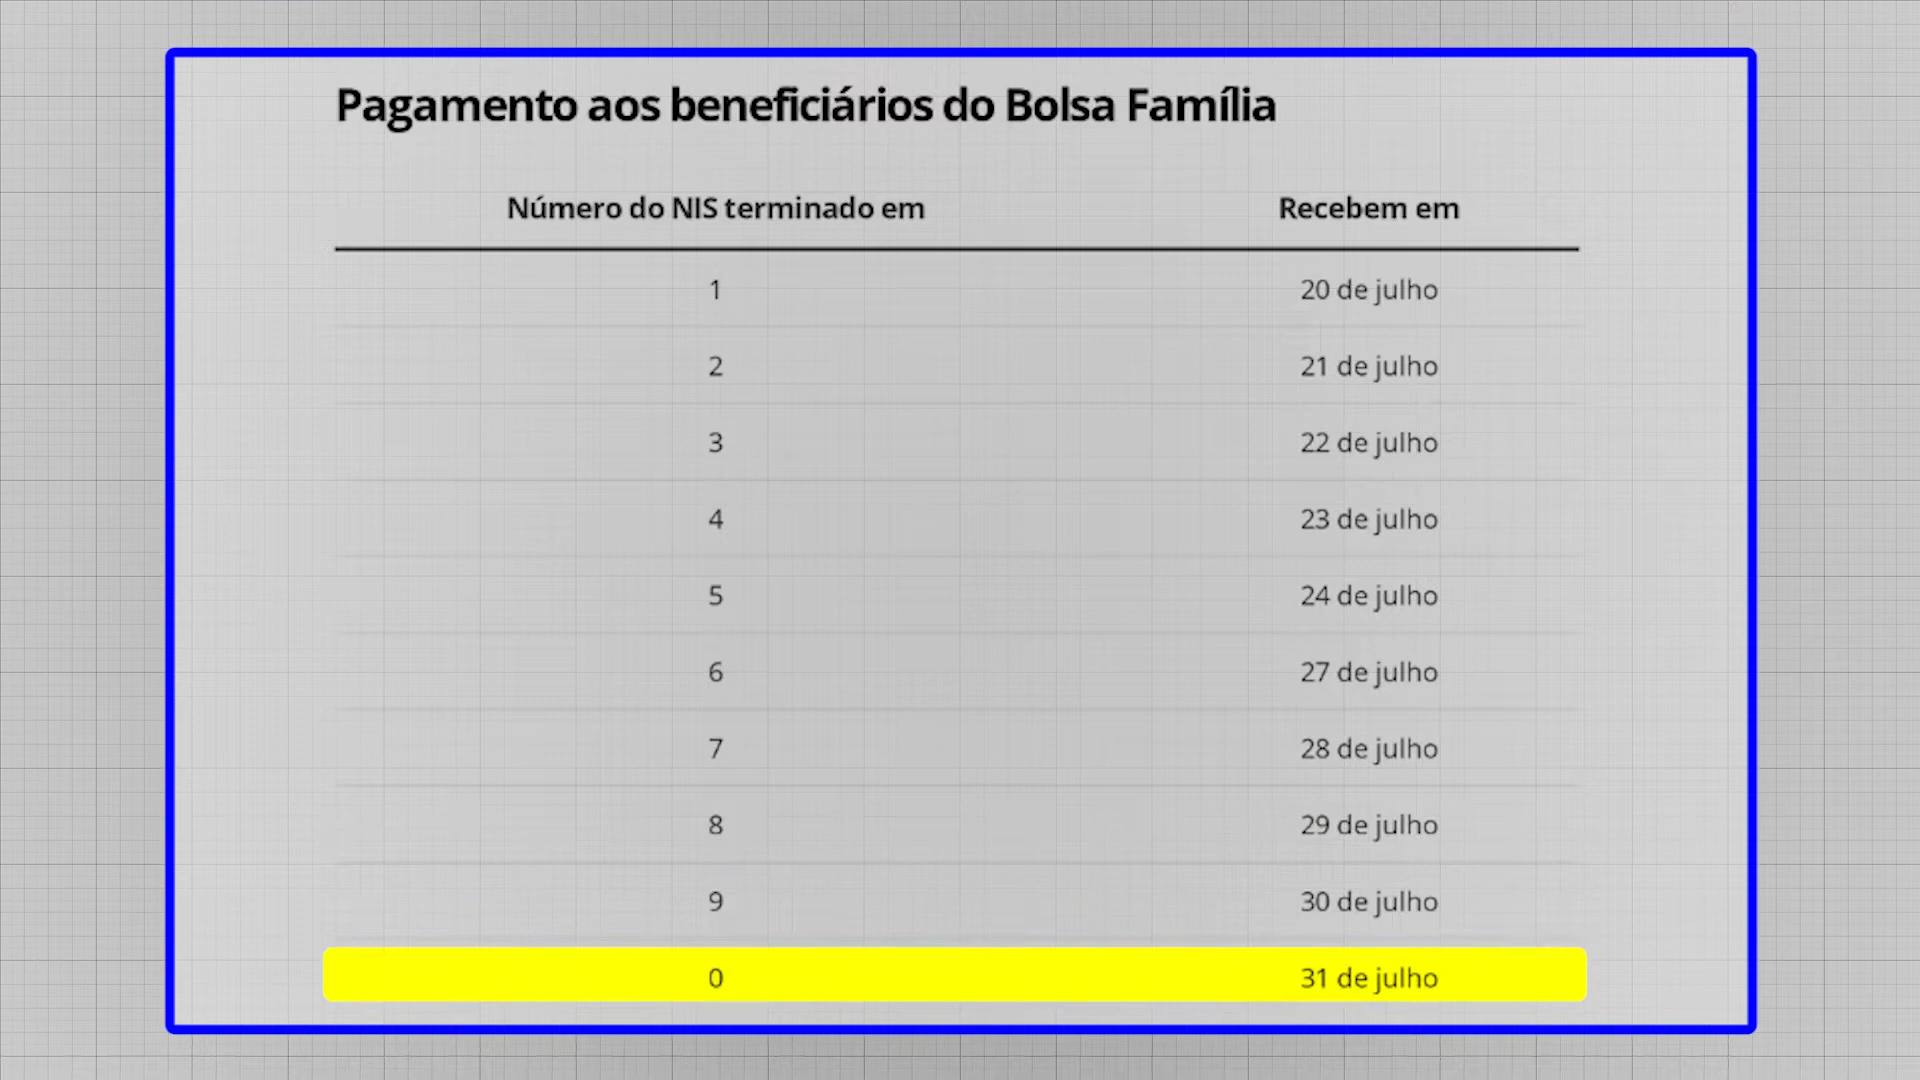 Pagamento aos beneficiários do Bolsa Família
Número do NIS terminado em Recebem em
1 20 de julho
2 21 de julho
3 22 de julho
4 23 de julho
5 24 de julho
6 27 de julho
7 28 de julho
8 29 de julho
9 30 de julho
0 31 de julho